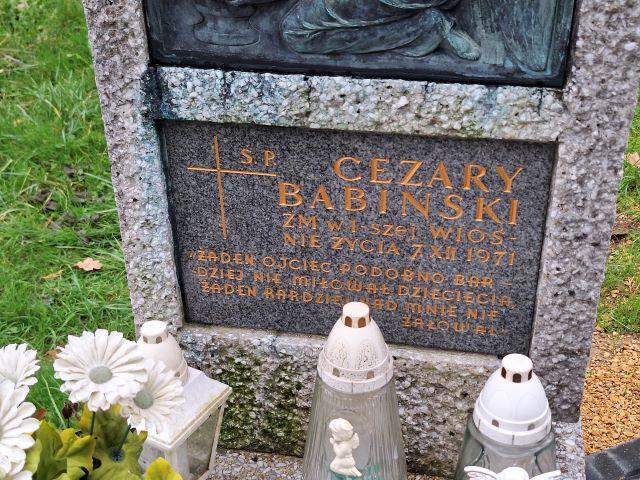 Ś.P. CEZARY
BABIŃSKI
ZM W 1-SZEJ WIOŚ-
NIE ŻYCIA 7 XII 1971
"ŻADEN OJCIEC PODOBNO BAR-
DZIEJ NIE MIŁOWAŁ DZIECIĘCIA
ŻADEN BARDZIEJ NAD MNIE NIE
ŻAŁOWAŁ"